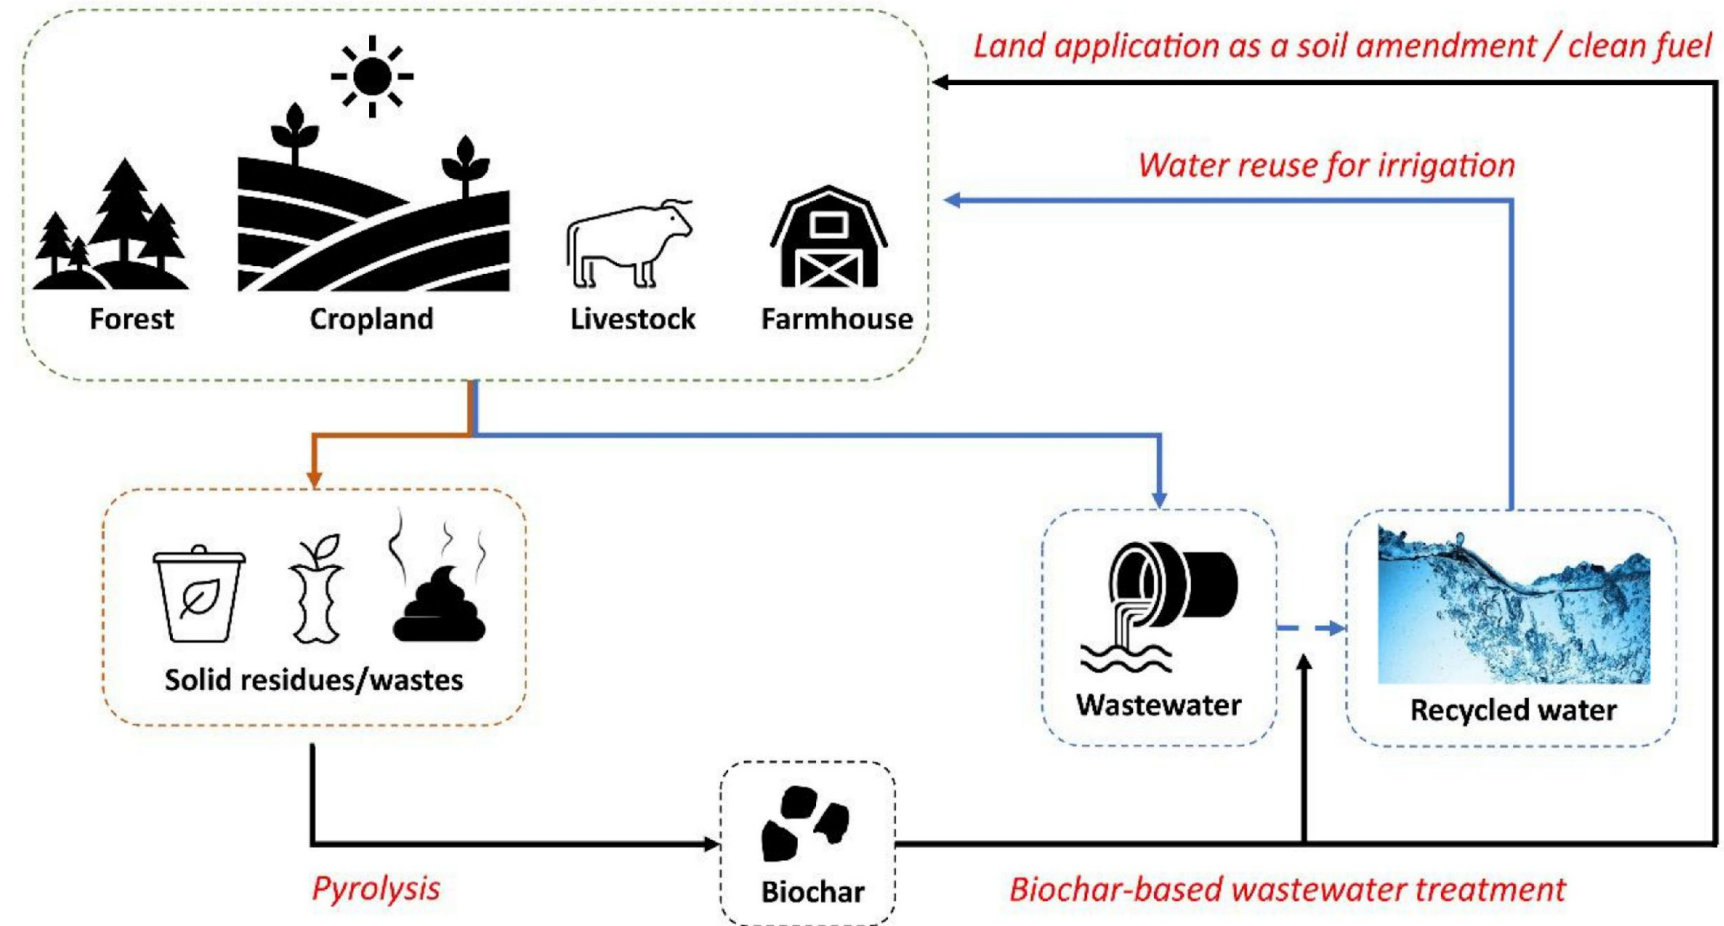 Land application as a soil amendment / clean fuel
Water reuse for irrigation
Forest
Cropland
Livestock
Farmhouse
Solid residues/wastes
Wastewater
Recycled water
Pyrolysis
Biochar
Biochar-based wastewater treatment